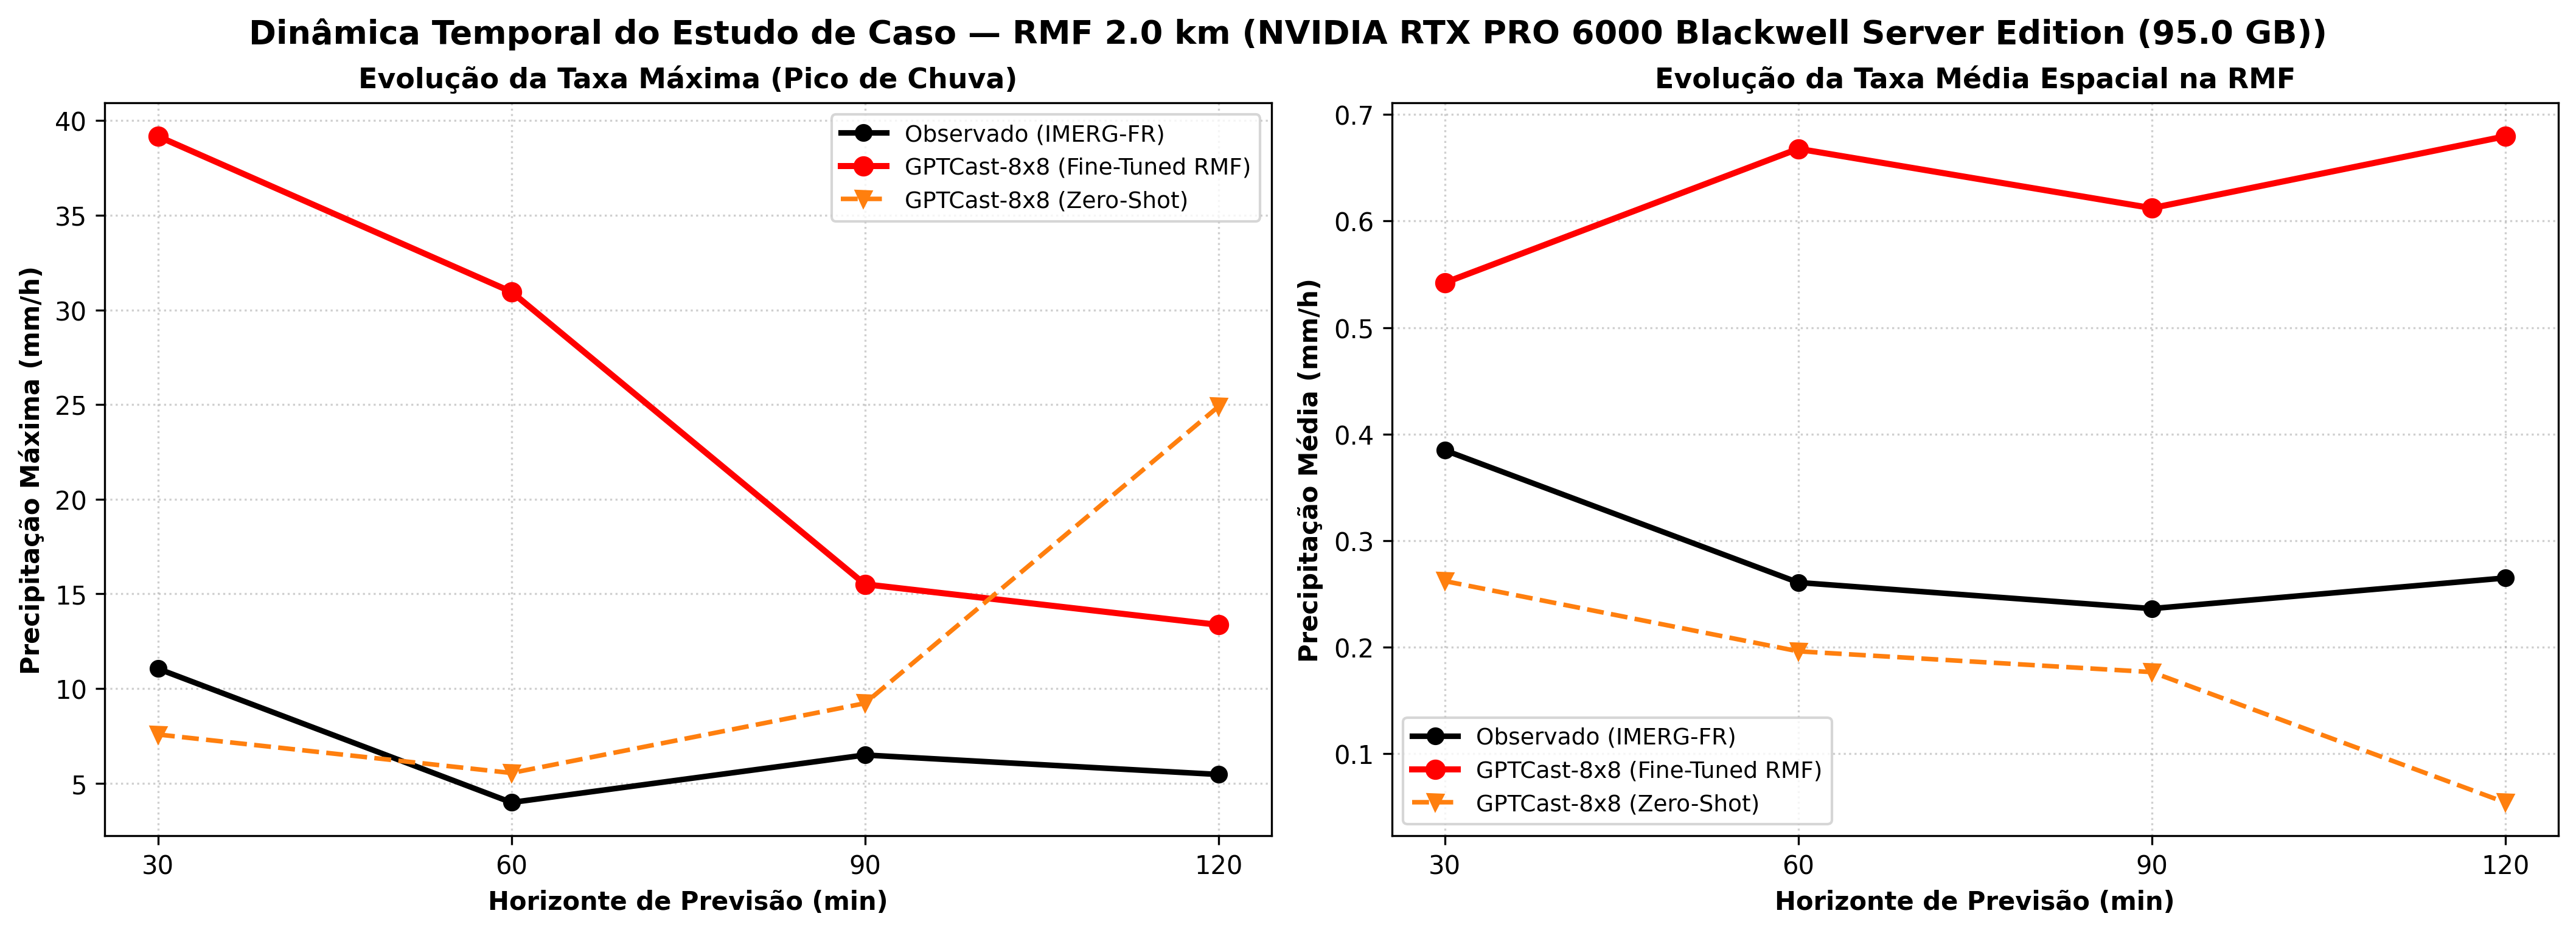 Dinâmica Temporal do Estudo de Caso — RMF 2.0 km (NVIDIA RTX PRO 6000 Blackwell Server Edition (95.0 GB))
Evolução da Taxa Máxima (Pico de Chuva)
Precipitação Máxima (mm/h)
40
35
30
25
20
15
10
5
Observado (IMERG-FR)
GPTCast-8x8 (Fine-Tuned RMF)
GPTCast-8x8 (Zero-Shot)
30
60
90
120
Horizonte de Previsão (min)
Evolução da Taxa Média Espacial na RMF
Precipitação Média (mm/h)
0.7
0.6
0.5
0.4
0.3
0.2
0.1
Observado (IMERG-FR)
GPTCast-8x8 (Fine-Tuned RMF)
GPTCast-8x8 (Zero-Shot)
30
60
90
120
Horizonte de Previsão (min)